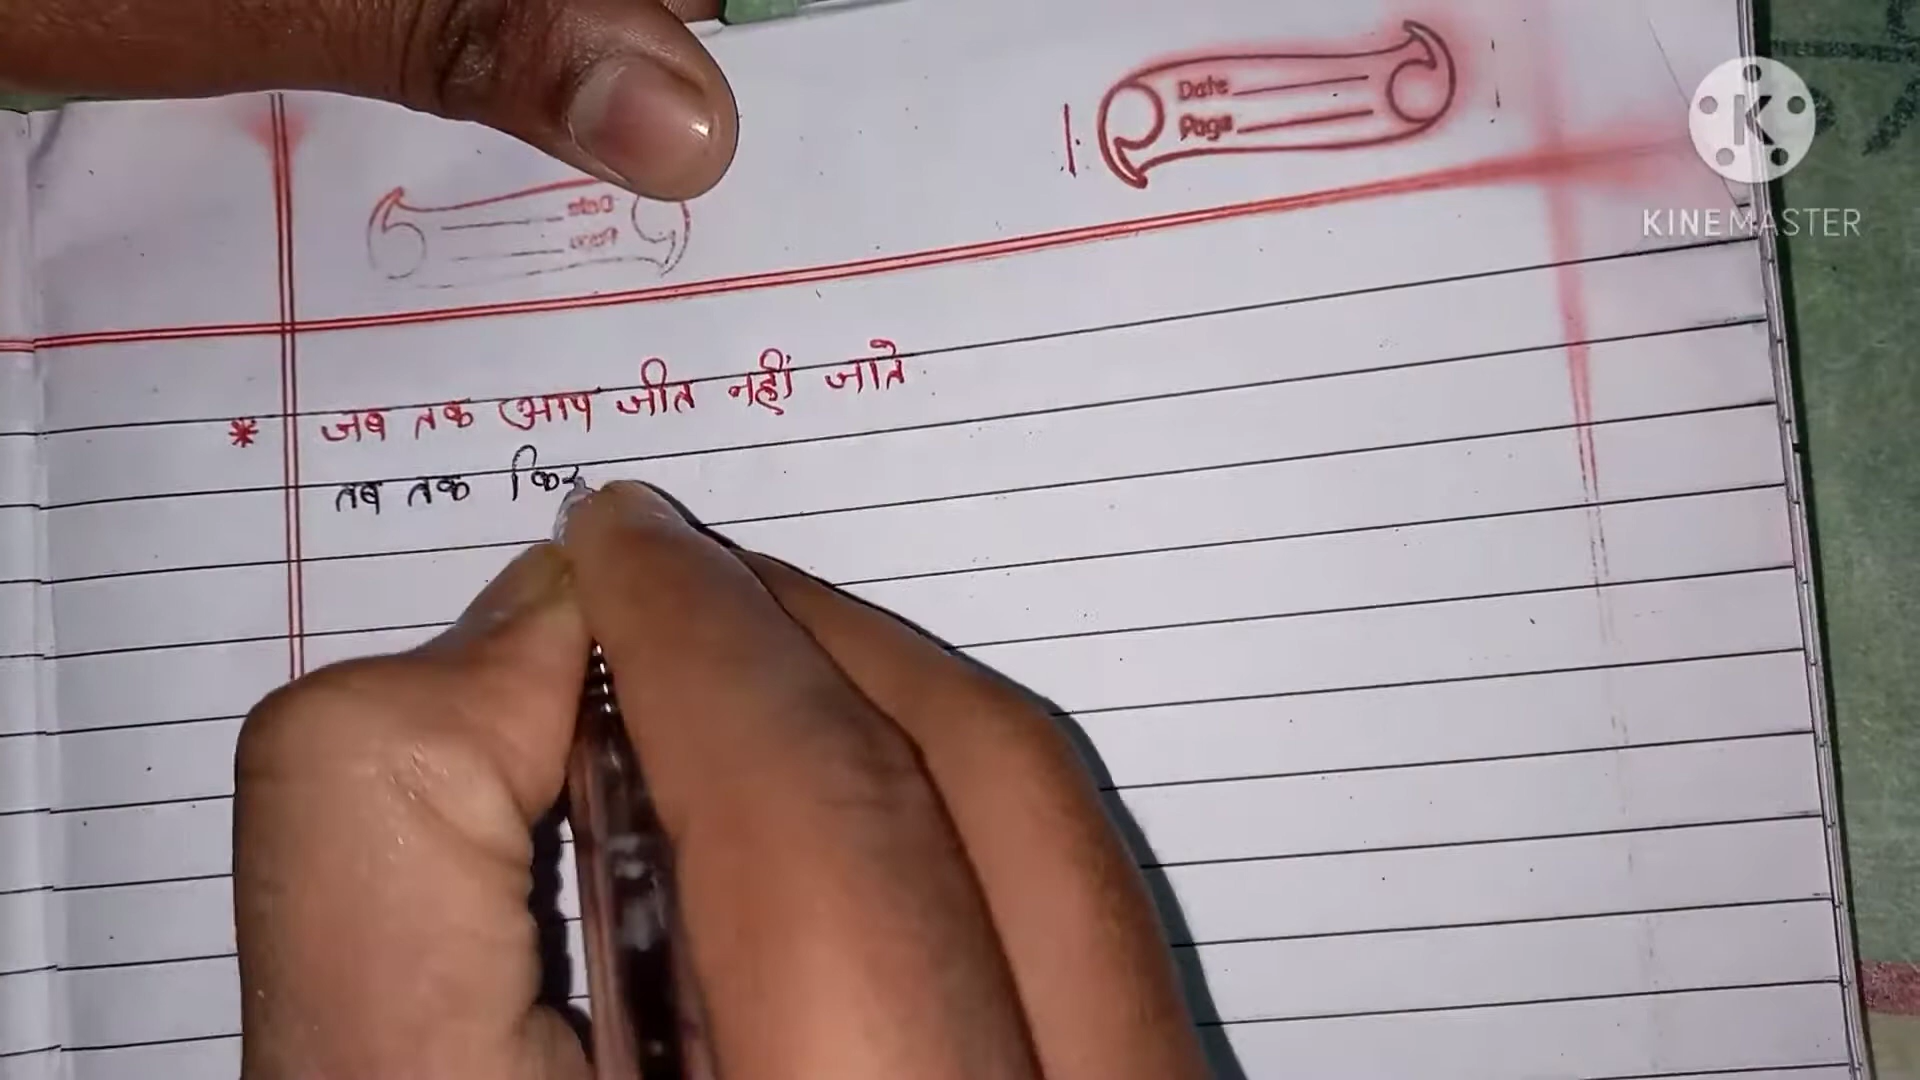 Date
Page
KINEMASTER
* जब तक आप जीत नहीं जाते
तब तक